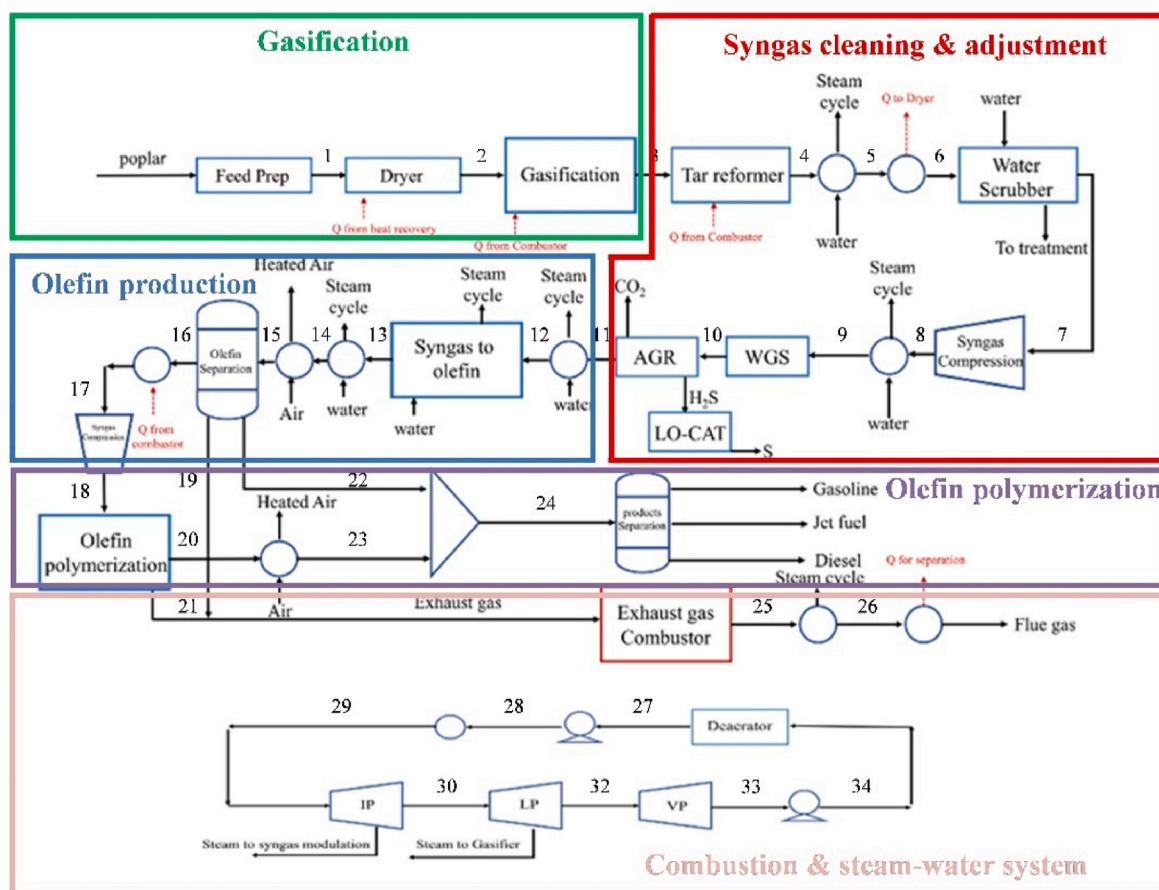 Gasification
poplar
Feed Prep
1
Dryer
2
Gasification
Q from heat recovery
Q from Combustor
Syngas cleaning & adjustment
3
Tar reformer
Q from Combustor
4
Steam
cycle
water
5
Q to Dryer
6
water
Water
Scrubber
To treatment
7
Syngas
Compression
8
Steam
cycle
water
9
WGS
10
AGR
CO2
H2S
LO-CAT
S
11
Olefin production
Steam
cycle
water
12
Syngas to
olefin
Steam
cycle
water
13
Steam
cycle
water
14
Heated Air
Air
15
Olefin
Separation
16
Q from
combustor
17
Syngas
Compression
18
19
22
Olefin polymerization
Olefin
polymerization
20
Heated Air
Air
23
24
products
Separation
Gasoline
Jet fuel
Diesel
21
Exhaust gas
Exhaust gas
Combustor
25
Steam cycle
26
Q for separation
Flue gas
29
28
27
Deaerator
IP
30
LP
32
VP
33
34
Steam to syngas modulation
Steam to Gasifier
Combustion & steam-water system